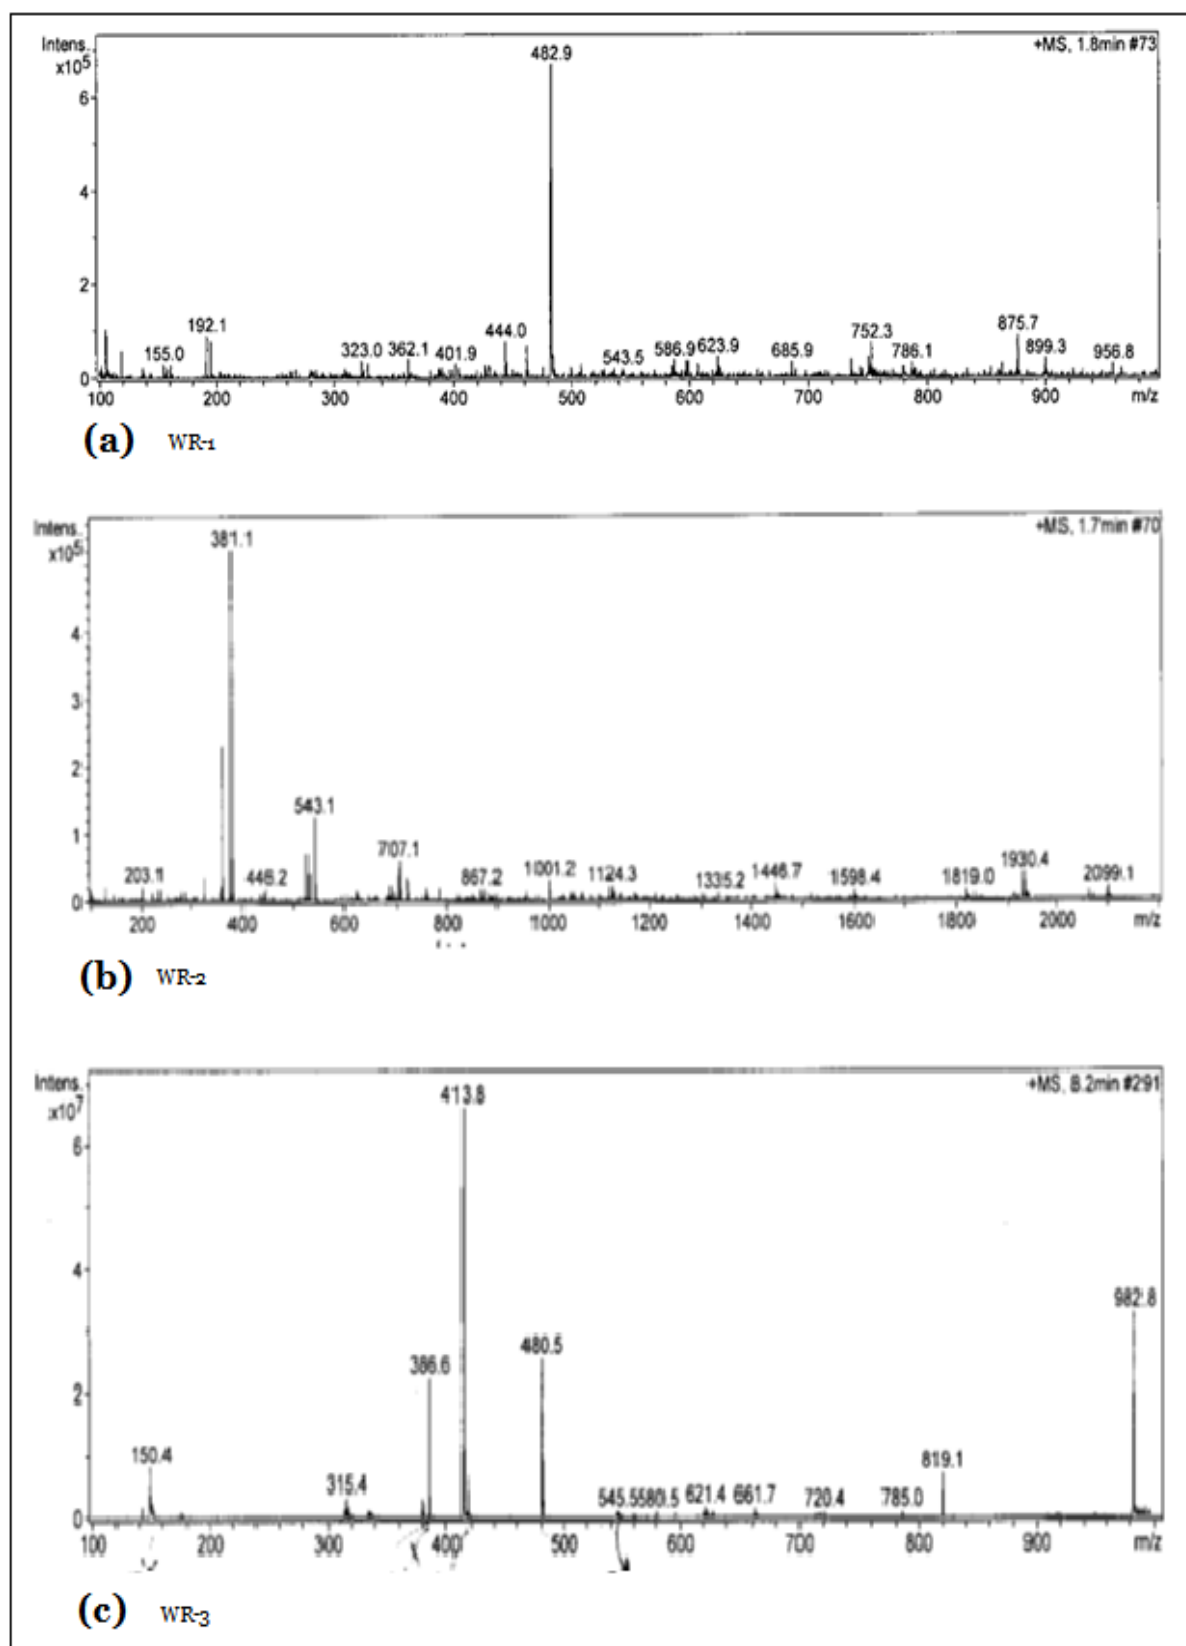 Intens. +MS, 1.8min #73
x10⁵
482.9
6
4
2
192.1 155.0 323.0 362.1 401.9 444.0 543.5 586.9 623.9 685.9 752.3 786.1 875.7 899.3 956.8
0
100 200 300 400 500 600 700 800 900 m/z
(a) WR-1
Intens. +MS, 1.7min #70
x10⁵
381.1
4
3
2
1
203.1 446.2 543.1 707.1 867.2 1001.2 1124.3 1335.2 1446.7 1598.4 1819.0 1930.4 2099.1
0
200 400 600 800 1000 1200 1400 1600 1800 2000 m/z
(b) WR-2
Intens. +MS, 8.2min #291
x10⁷
413.8
6
4
982.8
386.6 480.5
2
150.4 315.4 545.5 580.5 621.4 661.7 720.4 785.0 819.1
0
100 200 300 400 500 600 700 800 900 m/z
(c) WR-3